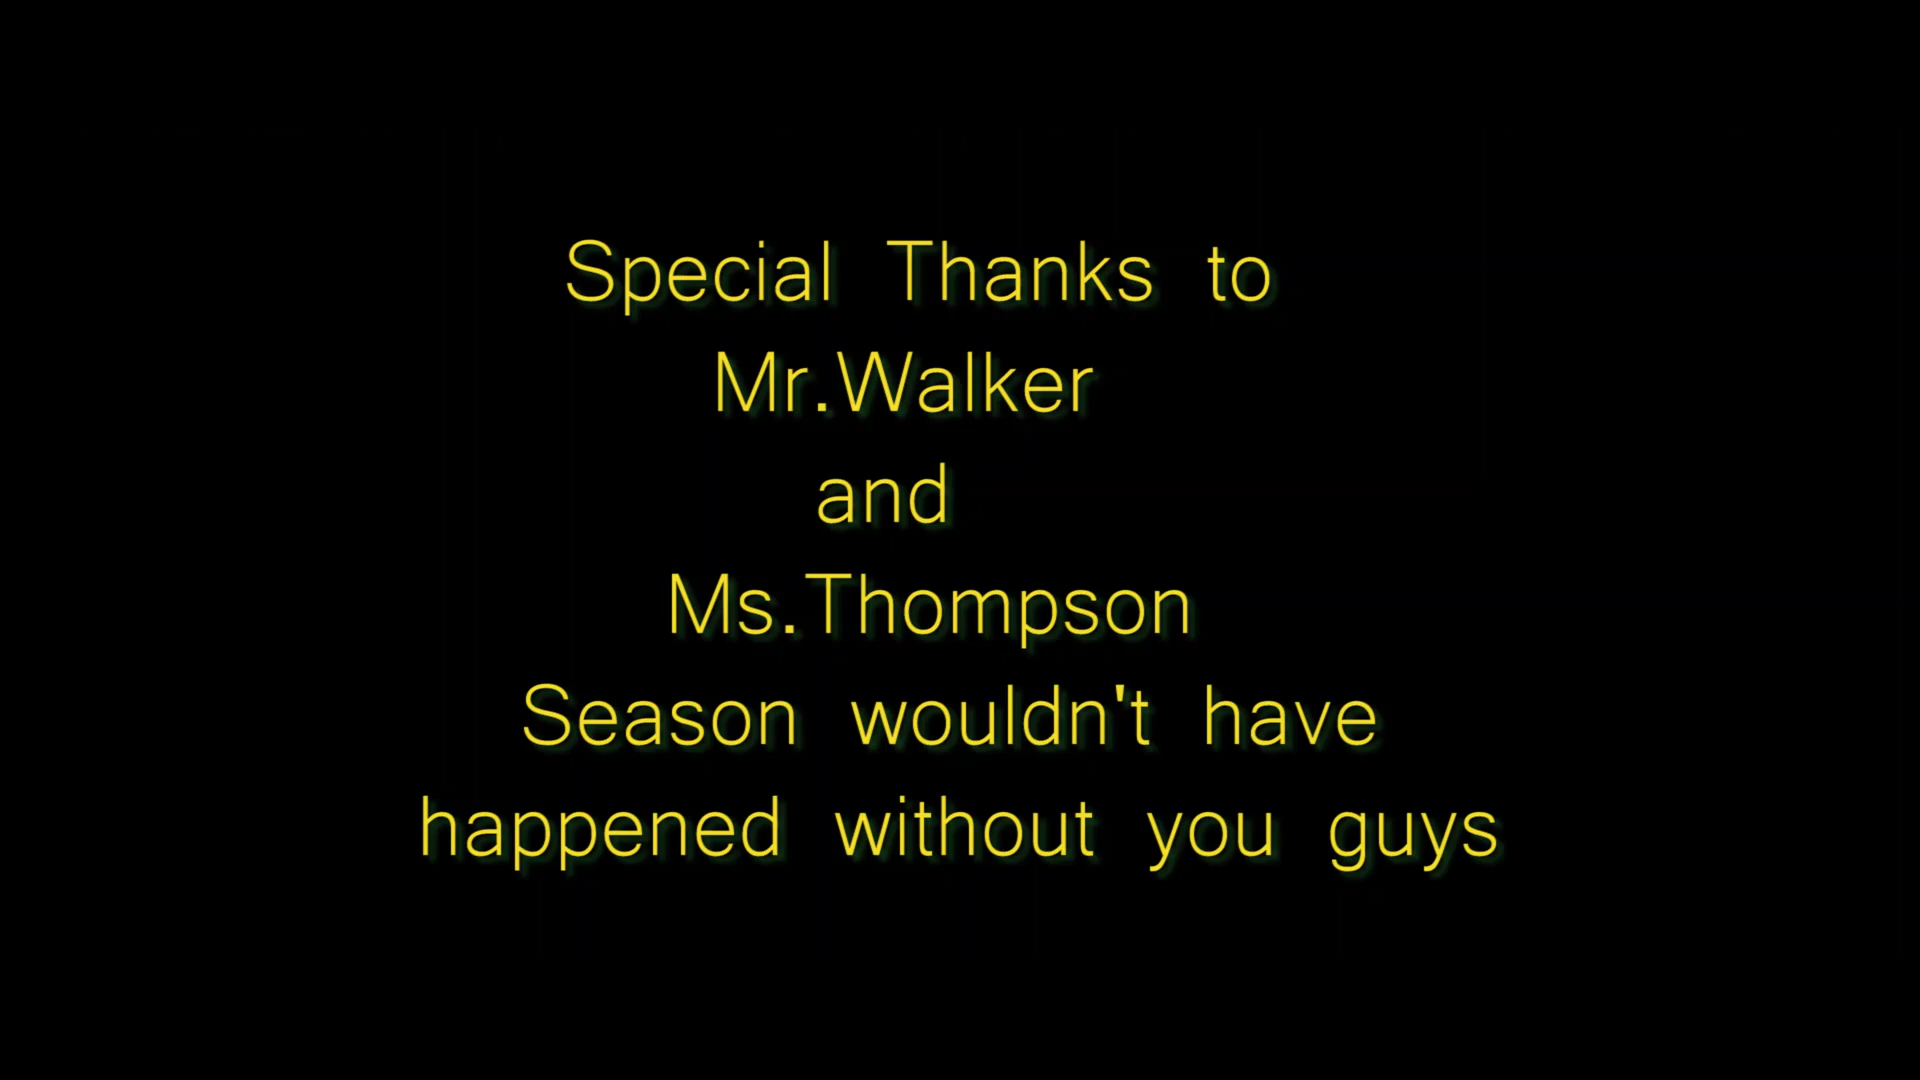 Special Thanks to
Mr.Walker
and
Ms.Thompson
Season wouldn't have
happened without you guys